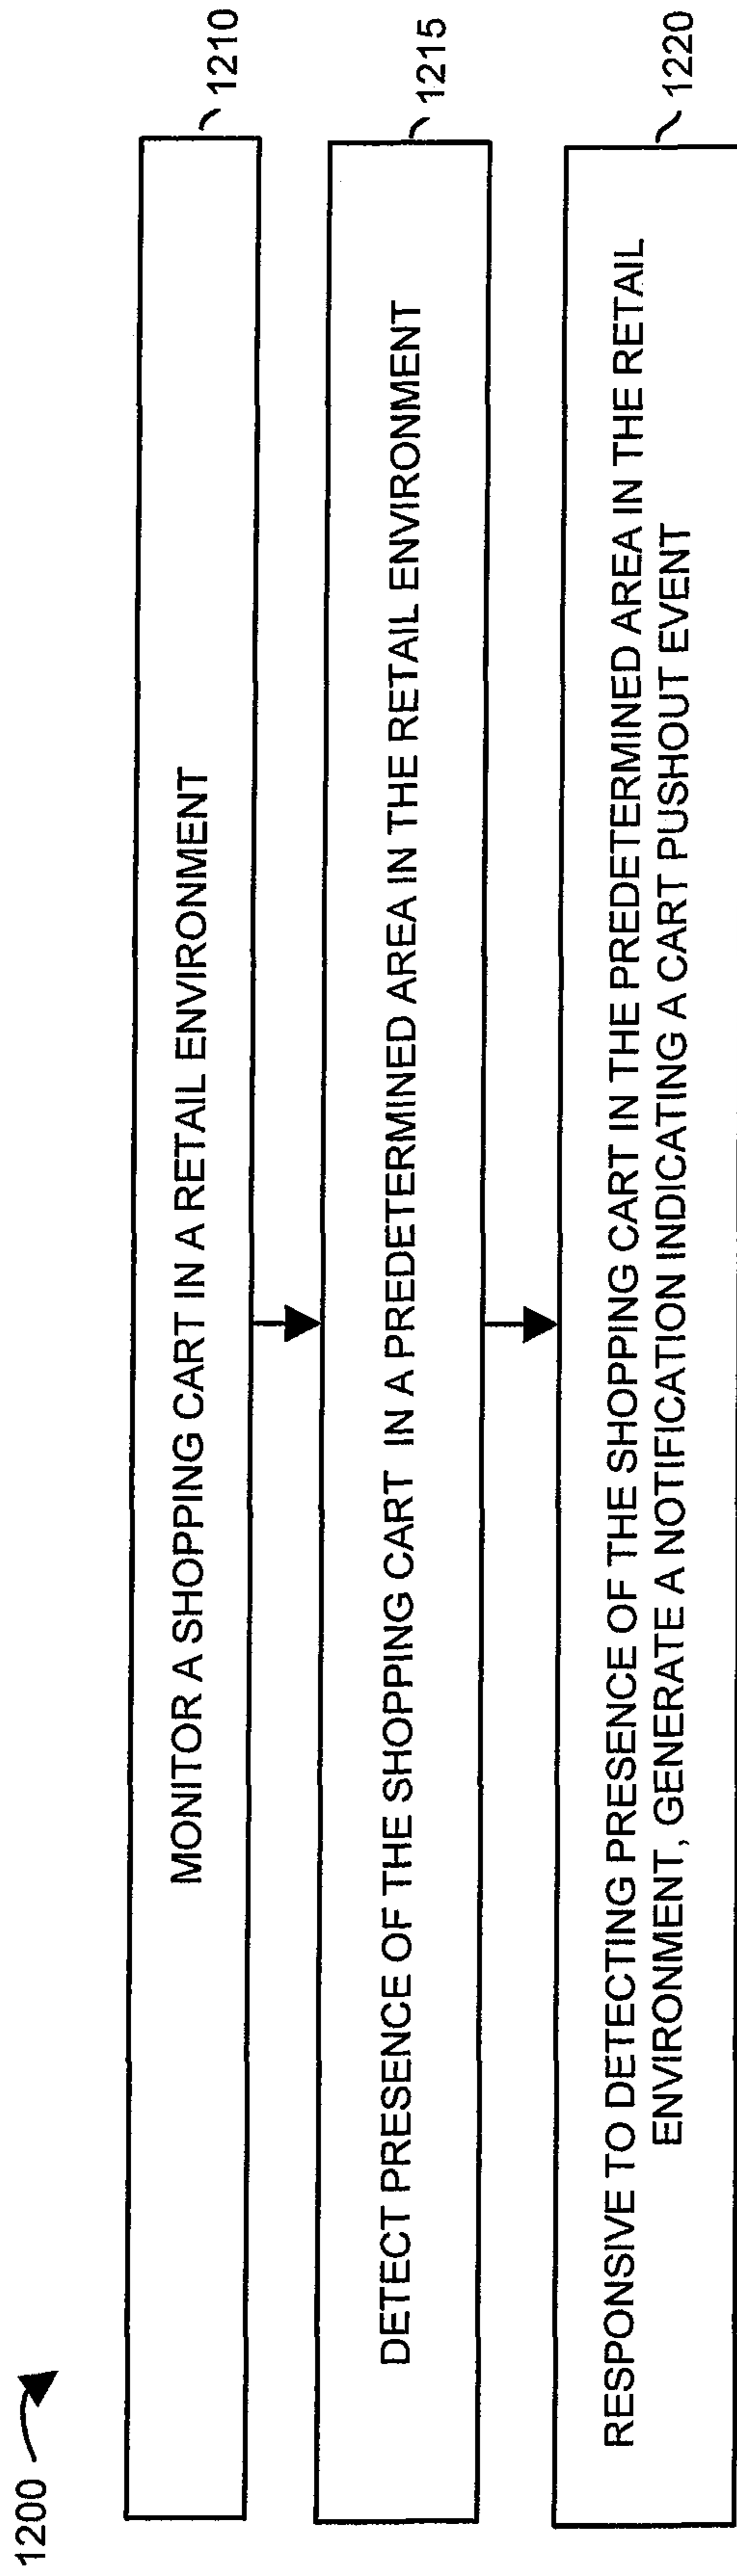 1200
MONITOR A SHOPPING CART IN A RETAIL ENVIRONMENT
1210
DETECT PRESENCE OF THE SHOPPING CART IN A PREDETERMINED AREA IN THE RETAIL ENVIRONMENT
1215
RESPONSIVE TO DETECTING PRESENCE OF THE SHOPPING CART IN THE PREDETERMINED AREA IN THE RETAIL
ENVIRONMENT, GENERATE A NOTIFICATION INDICATING A CART PUSHOUT EVENT
1220